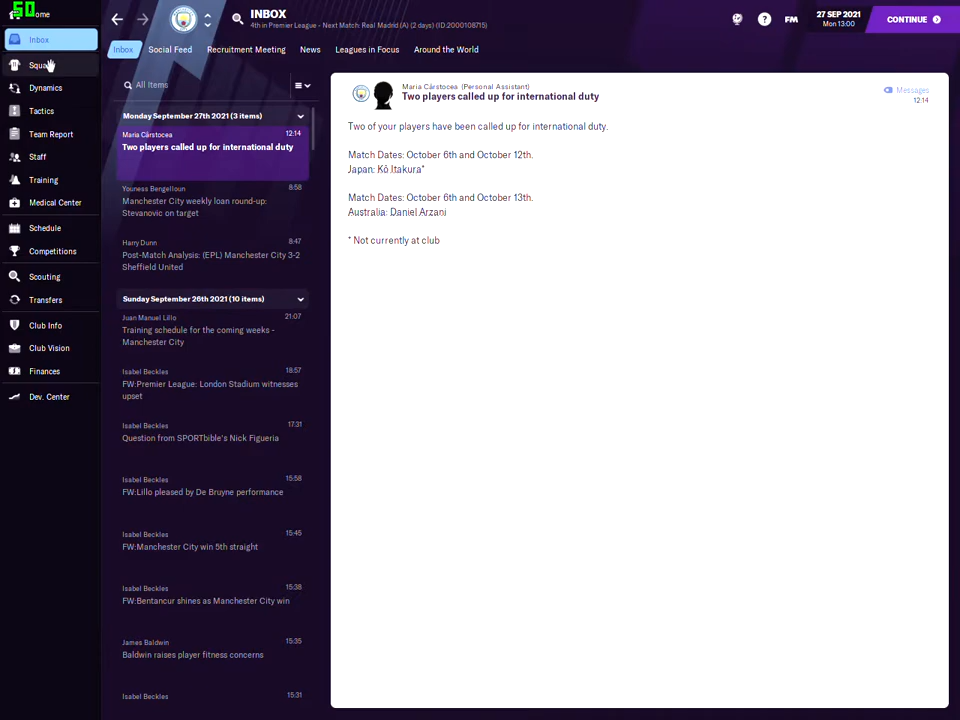 50
ome
INBOX
4th in Premier League - Next Match: Real Madrid (A) (2 days) (ID:2000108715)
FM
27 SEP 2021
Mon 13:00
CONTINUE
Inbox
Squa
Dynamics
Tactics
Team Report
Staff
Training
Medical Center
Schedule
Competitions
Scouting
Transfers
Club Info
Club Vision
Finances
Dev. Center
Inbox
Social Feed
Recruitment Meeting
News
Leagues in Focus
Around the World
All Items
Monday September 27th 2021 (3 items)
Maria Cârstocea 12:14
Two players called up for international duty
Youness Bengelloun 8:58
Manchester City weekly loan round-up:
Stevanovic on target
Harry Dunn 8:47
Post-Match Analysis: (EPL) Manchester City 3-2
Sheffield United
Sunday September 26th 2021 (10 items)
Juan Manuel Lillo 21:07
Training schedule for the coming weeks -
Manchester City
Isabel Beckles 18:57
FW:Premier League: London Stadium witnesses
upset
Isabel Beckles 17:31
Question from SPORTbible's Nick Figueria
Isabel Beckles 15:58
FW:Lillo pleased by De Bruyne performance
Isabel Beckles 15:45
FW:Manchester City win 5th straight
Isabel Beckles 15:38
FW:Bentancur shines as Manchester City win
James Baldwin 15:35
Baldwin raises player fitness concerns
Isabel Beckles 15:31
Maria Cârstocea (Personal Assistant)
Two players called up for international duty
Messages
12:14
Two of your players have been called up for international duty.
Match Dates: October 6th and October 12th.
Japan: Kō Itakura*
Match Dates: October 6th and October 13th.
Australia: Daniel Arzani
* Not currently at club